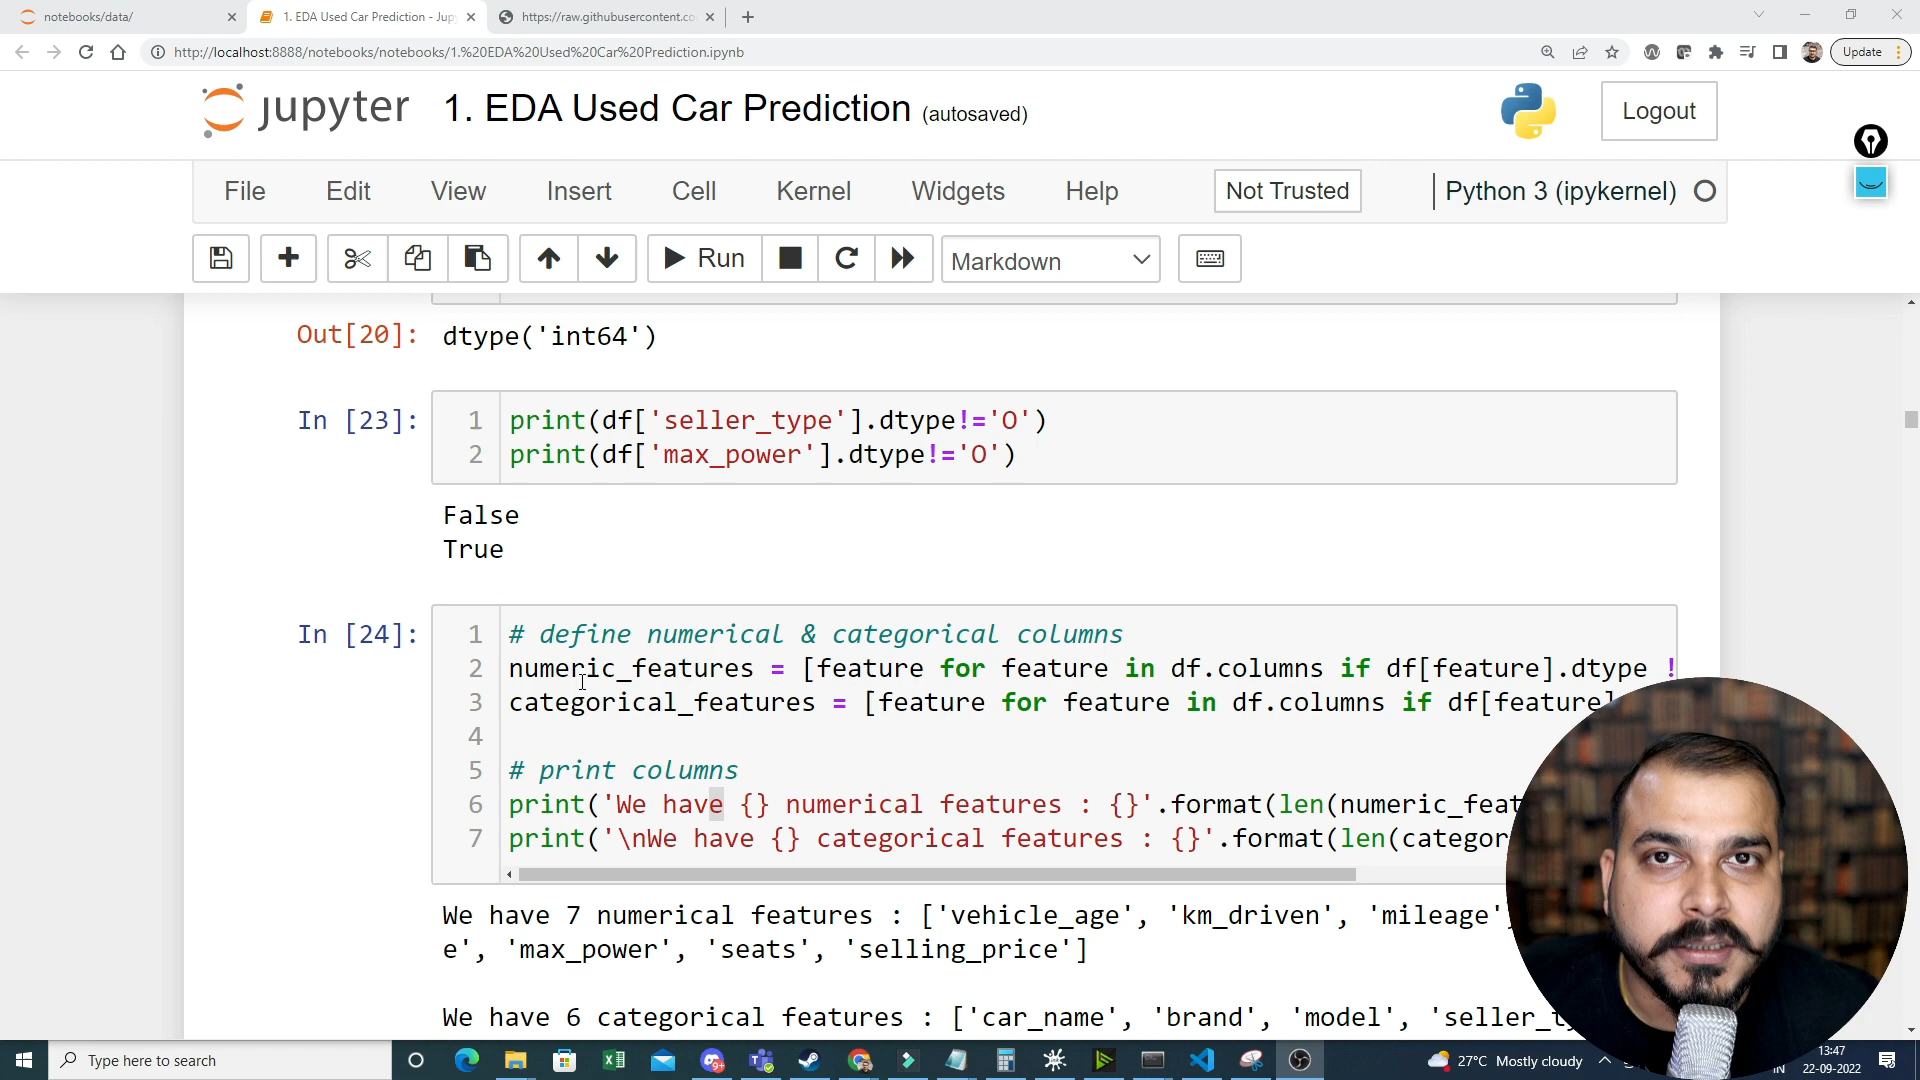 notebooks/data/
1. EDA Used Car Prediction - Jup
https://raw.githubusercontent.co
http://localhost:8888/notebooks/notebooks/1.%20EDA%20Used%20Car%20Prediction.ipynb
Update
jupyter 1. EDA Used Car Prediction (autosaved)
Logout
File Edit View Insert Cell Kernel Widgets Help Not Trusted Python 3 (ipykernel)
Run Markdown
Out[20]: dtype('int64')
In [23]: 1 print(df['seller_type'].dtype!='O')
2 print(df['max_power'].dtype!='O')
False
True
In [24]: 1 # define numerical & categorical columns
2 numeric_features = [feature for feature in df.columns if df[feature].dtype !
3 categorical_features = [feature for feature in df.columns if df[feature]
4
5 # print columns
6 print('We have {} numerical features : {}'.format(len(numeric_feat
7 print('\nWe have {} categorical features : {}'.format(len(categor
We have 7 numerical features : ['vehicle_age', 'km_driven', 'mileage'
e', 'max_power', 'seats', 'selling_price']
We have 6 categorical features : ['car_name', 'brand', 'model', 'seller_t
Type here to search
9+
27°C Mostly cloudy
IN
13:47
22-09-2022